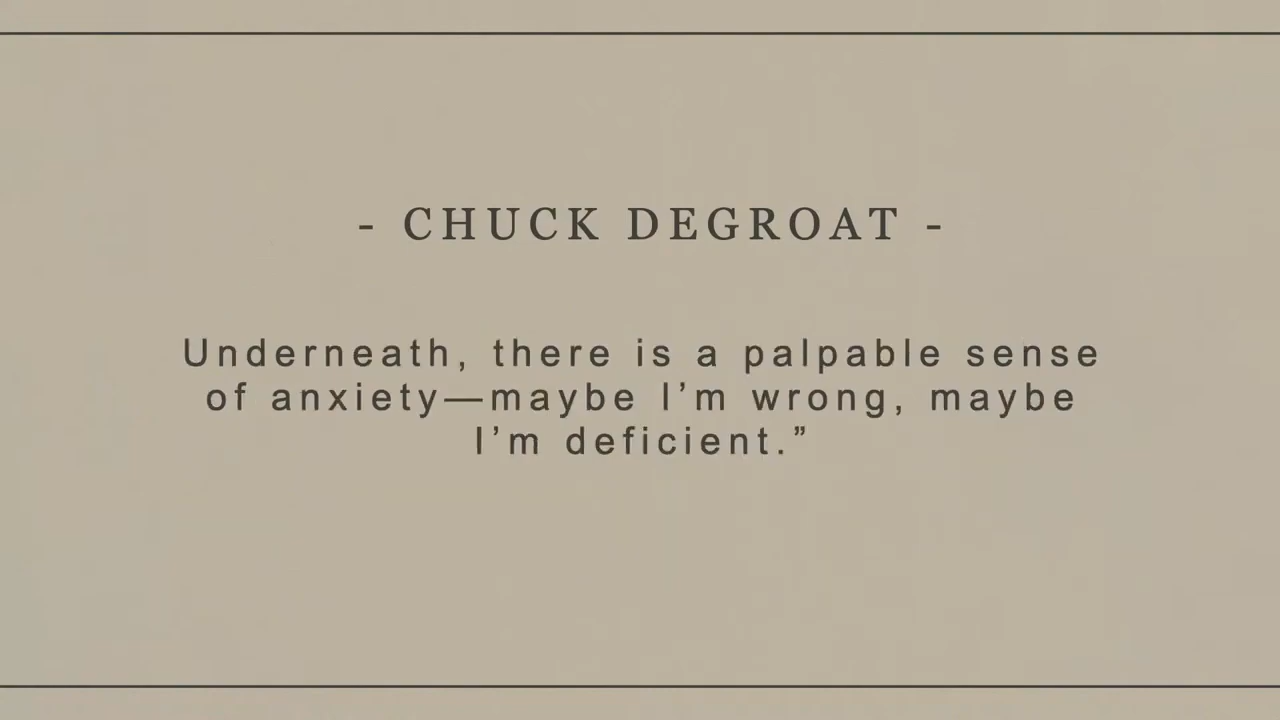 - CHUCK DEGROAT -
Underneath, there is a palpable sense
of anxiety—maybe I’m wrong, maybe
I’m deficient.”